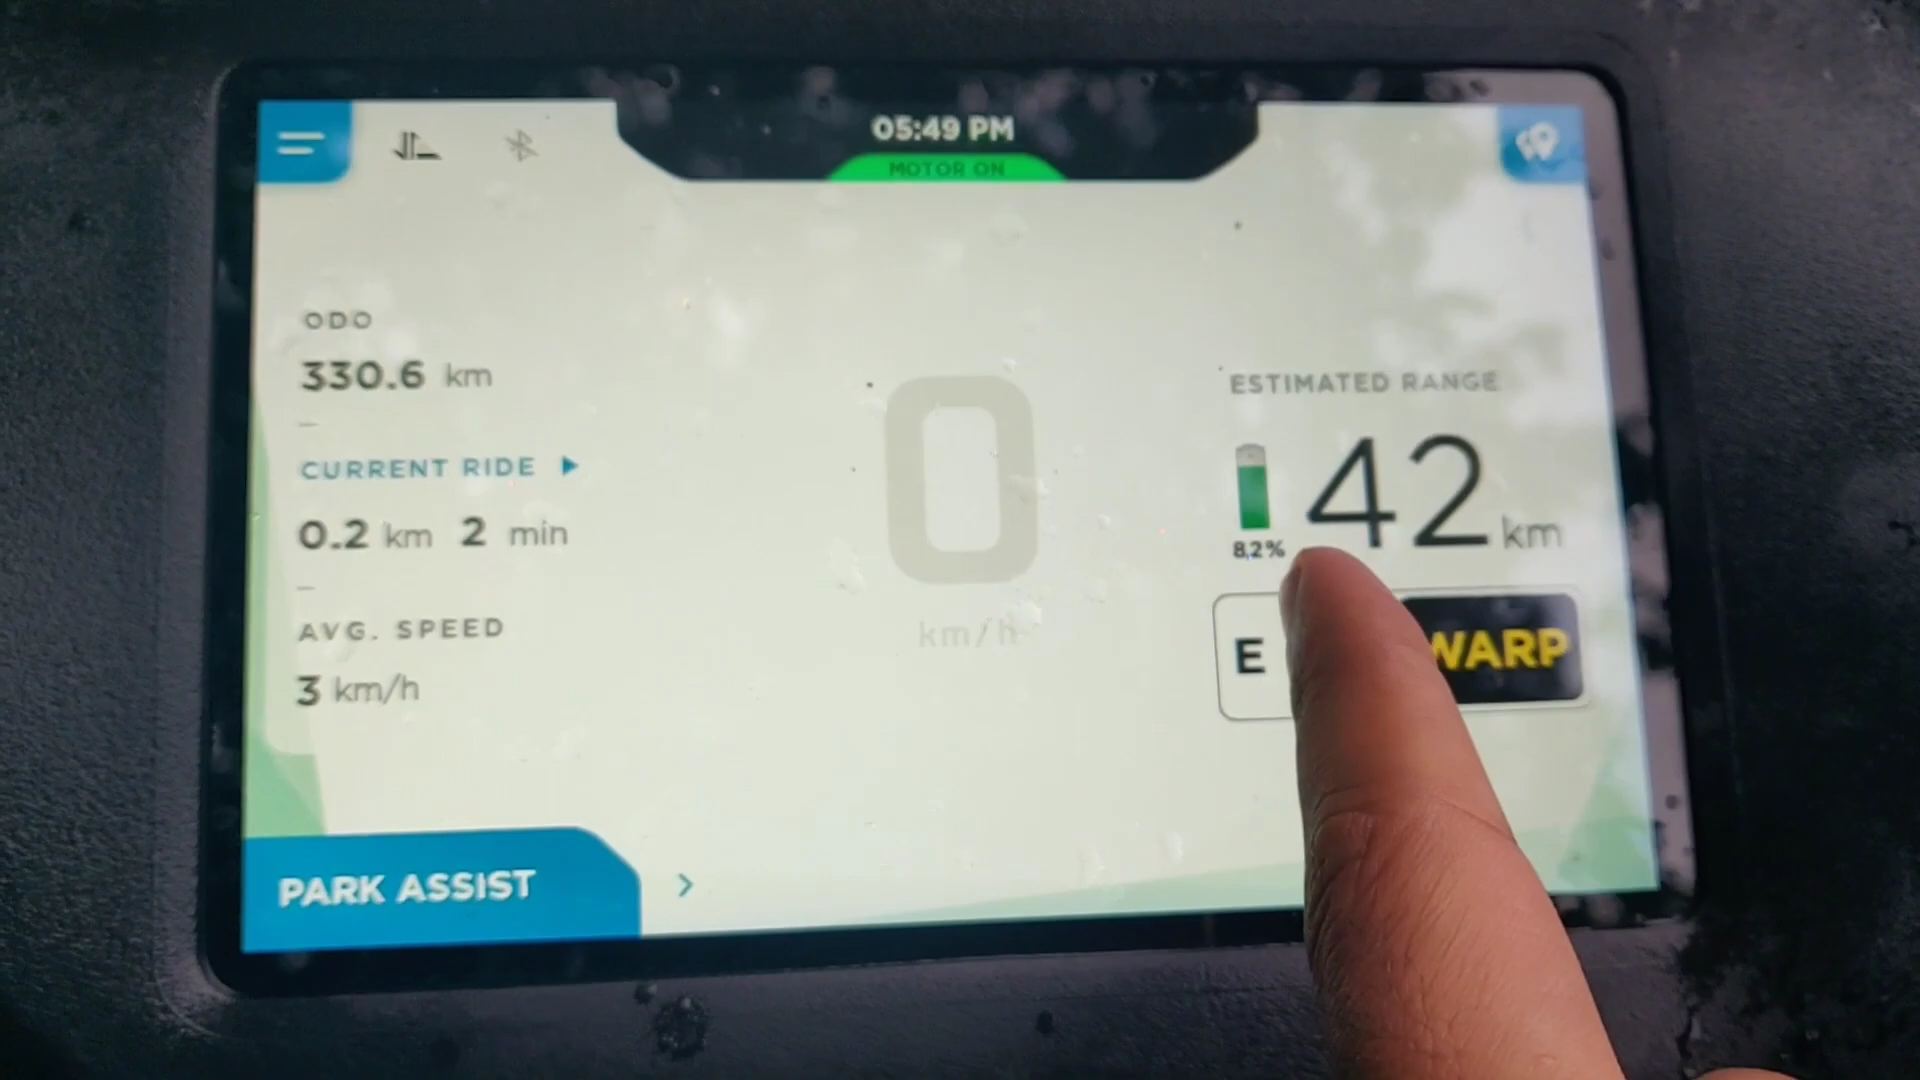 05:49 PM
MOTOR ON
ODO
330.6 km
CURRENT RIDE
0.2 km 2 min
AVG. SPEED
3 km/h
0
km/h
ESTIMATED RANGE
42 km
82%
E
WARP
PARK ASSIST